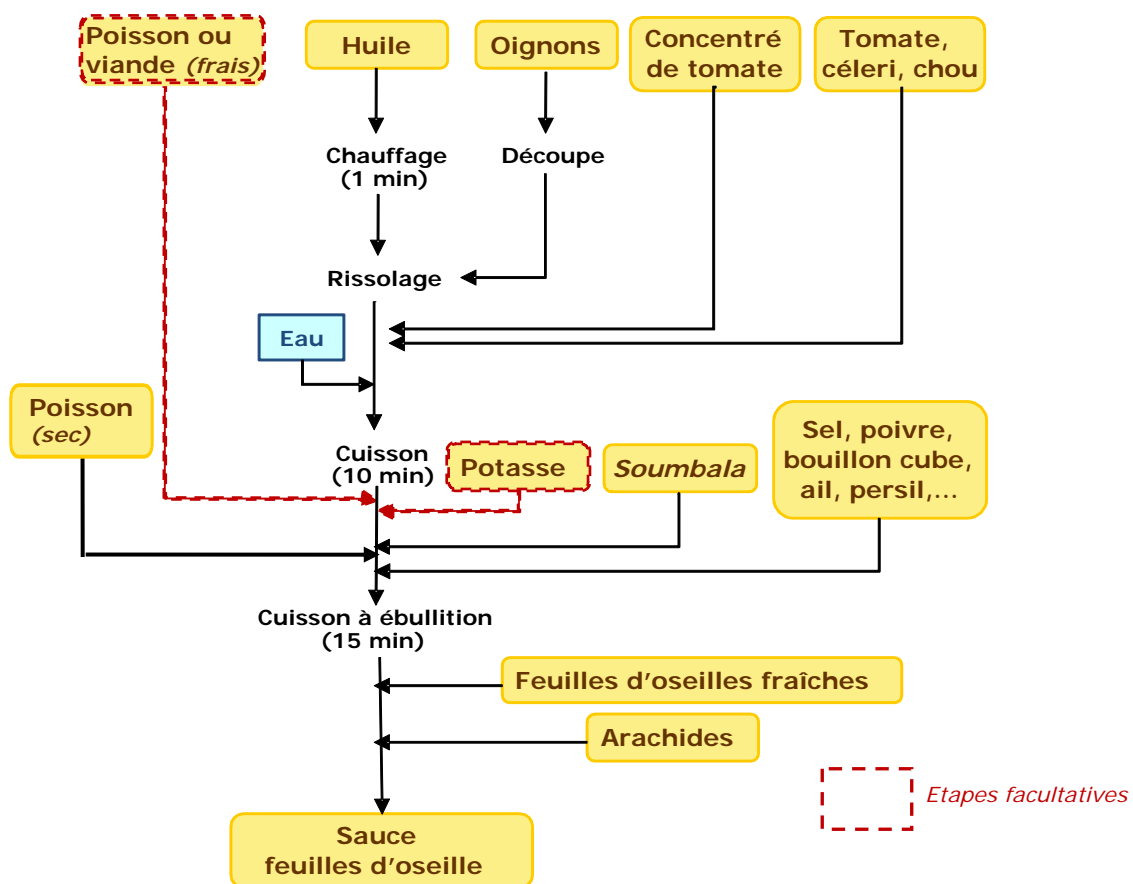 Poisson ou
viande (frais)
Huile
Oignons
Concentré
de tomate
Tomate,
céleri, chou
Chauffage
(1 min)
Découpe
Rissolage
Eau
Poisson
(sec)
Cuisson
(10 min)
Potasse
Soumbala
Sel, poivre,
bouillon cube,
ail, persil,...
Cuisson à ébullition
(15 min)
Feuilles d'oseilles fraîches
Arachides
Etapes facultatives
Sauce
feuilles d'oseille